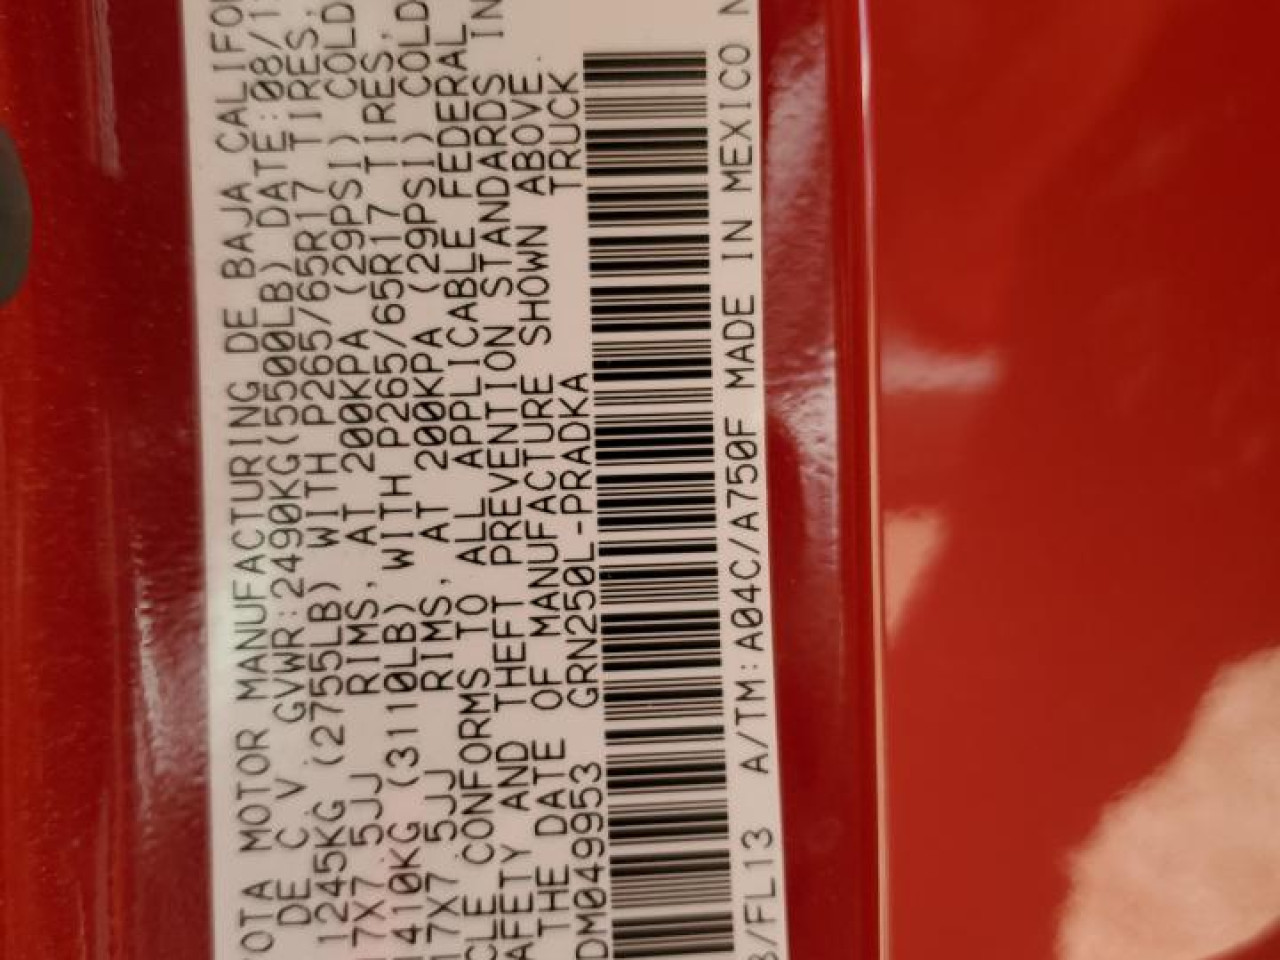 OTA MOTOR MANUFACTURING DE BAJA CALIFO
DE C V GVWR:2490KG(5500LB) DATE:08/1
1245KG (2755LB) WITH P265/65R17 TIRES,
7X7 5JJ RIMS, AT 200KPA (29PSI) COLD
1410KG (3110LB) WITH P265/65R17 TIRES,
17X7 5JJ RIMS, AT 200KPA (29PSI) COLD
CLE CONFORMS TO ALL APPLICABLE FEDERAL
AFETY AND THEFT PREVENTION STANDARDS IN
THE DATE OF MANUFACTURE SHOWN ABOVE
DM049953 GRN250L-PRADKA TRUCK
/FL13 A/TM:A04C/A750F MADE IN MEXICO